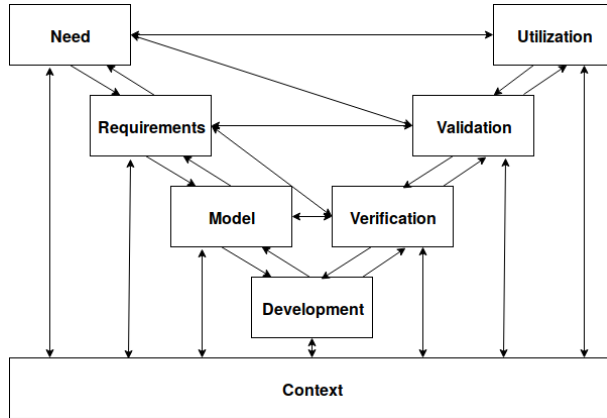 Need
Utilization
Requirements
Validation
Model
Verification
Development
Context